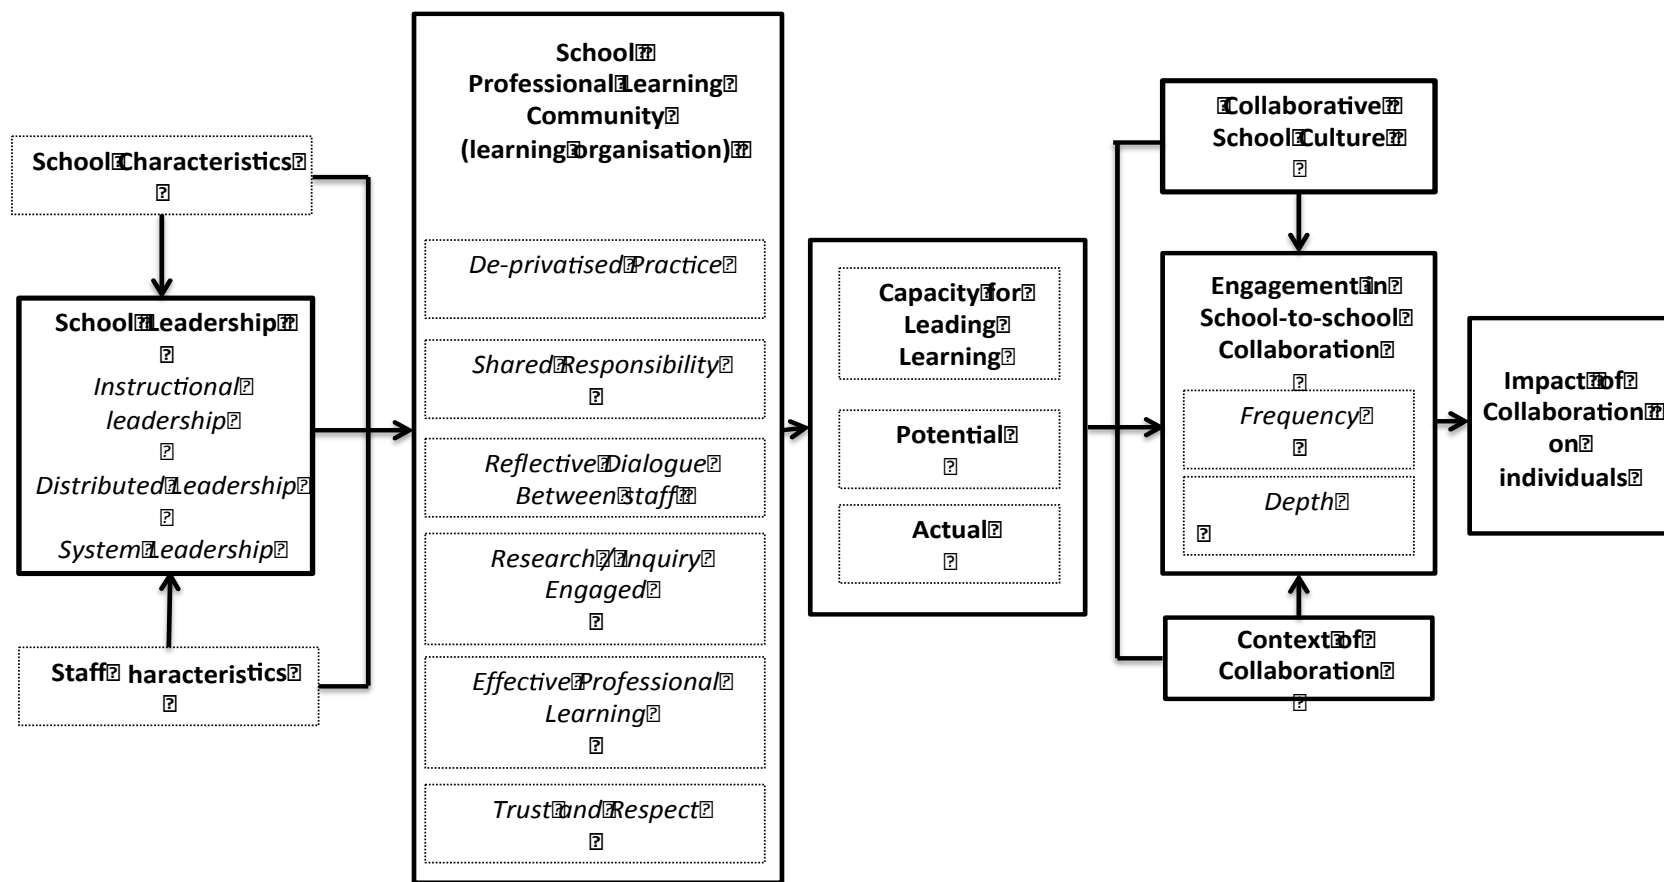 School Characteristics
School Leadership
Instructional
leadership
Distributed Leadership
System Leadership
Staff haracteristics
School
Professional Learning
Community
(learning organisation)
De-privatised Practice
Shared Responsibility
Reflective Dialogue
Between staff
Research / Inquiry
Engaged
Effective Professional
Learning
Trust and Respect
Capacity for
Leading
Learning
Potential
Actual
Collaborative
School Culture
Engagement in
School-to-school
Collaboration
Frequency
Depth
Context of
Collaboration
Impact of
Collaboration
on
individuals